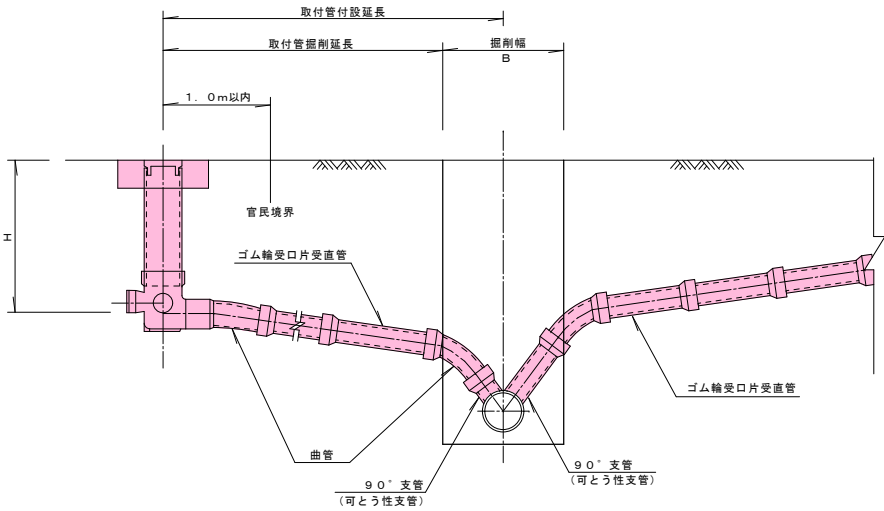 取付管付設延長
取付管掘削延長
掘削幅
B
1.0m以内
H
官民境界
ゴム輪受口片受直管
ゴム輪受口片受直管
曲管
90°支管
(可とう性支管)
90°支管
(可とう性支管)